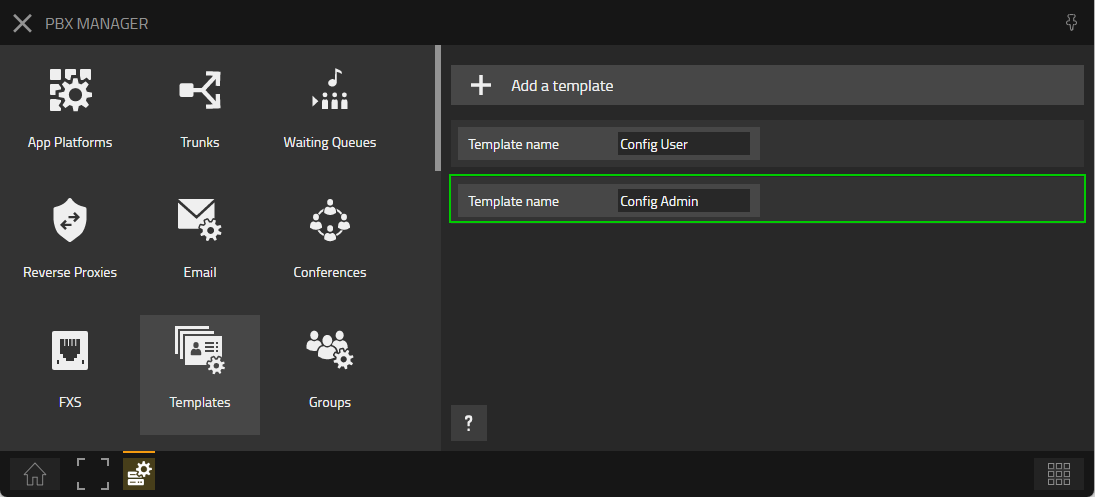 PBX MANAGER
App Platforms
Trunks
Waiting Queues
Reverse Proxies
Email
Conferences
FXS
Templates
Groups
Add a template
Template name
Config User
Template name
Config Admin
?